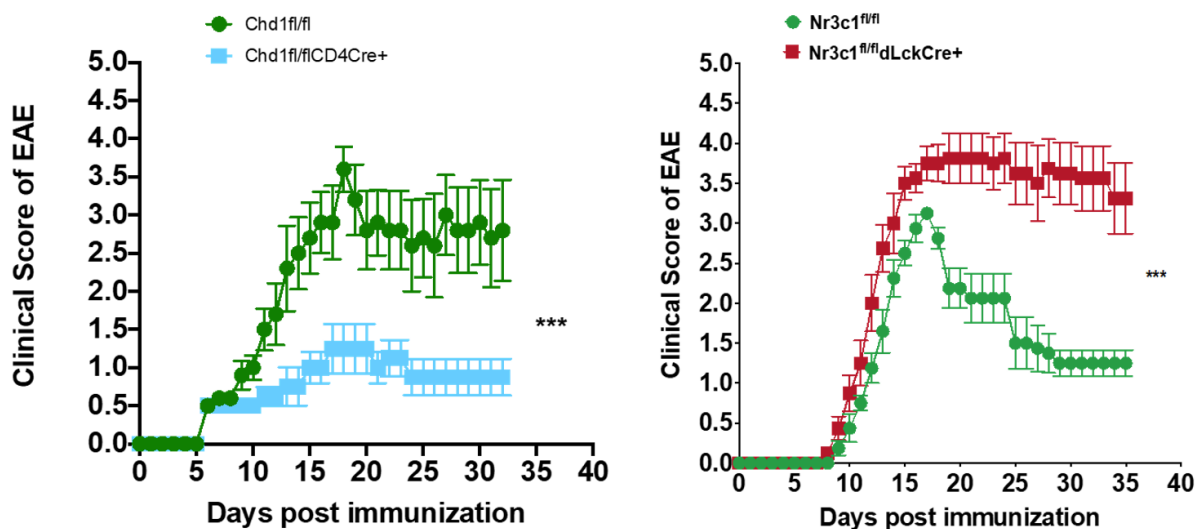 Chd1fl/fl
Chd1fl/flCD4Cre+
5.0
4.5
4.0
3.5
3.0
2.5
2.0
1.5
1.0
0.5
0.0
Clinical Score of EAE
***
0 5 10 15 20 25 30 35 40
Days post immunization
Nr3c1fl/fl
Nr3c1fl/fldLckCre+
5.0
4.5
4.0
3.5
3.0
2.5
2.0
1.5
1.0
0.5
0.0
Clinical Score of EAE
***
0 5 10 15 20 25 30 35 40
Days post immunization